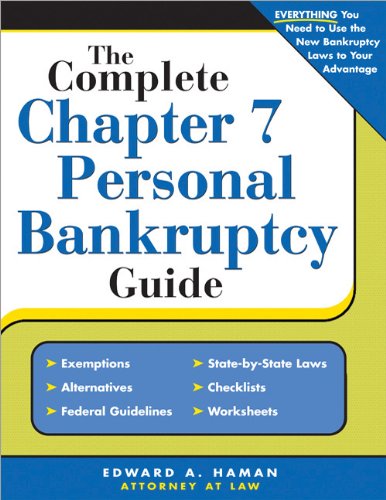 EVERYTHING You
Need to Use the
New Bankruptcy
Laws to Your
Advantage
The
Complete
Chapter 7
Personal
Bankruptcy
Guide
➤ Exemptions
➤ Alternatives
➤ Federal Guidelines
➤ State-by-State Laws
➤ Checklists
➤ Worksheets
EDWARD A. HAMAN
ATTORNEY AT LAW